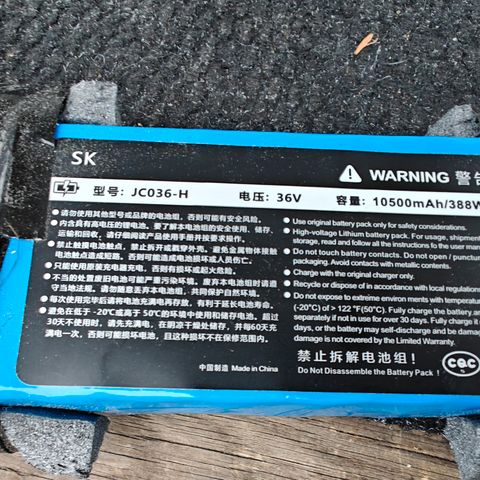 SK
WARNING 警告
型号: JC036-H 电压: 36V 容量: 10500mAh/388W
请勿使用其他型号或品牌的电池组，否则可能有安全风险。
内含具有高电压的锂电池。要了解本电池组的安全使用、储存、
运输和回收、请仔细阅读产品使用手册并按要求操作。
禁止触摸电池触点、禁止拆开或戳穿外壳。避免金属物体接触
电池触点造成短路。否则可能造成电池损坏或人员伤亡。
只能使用原装充电器充电，否则有损坏或起火危险。
不当的处置废旧电池可能严重污染环境。废弃本电池组时请遵
守当地法规。请勿随意丢弃本电池组，共同保护自然环境。
每次使用完毕后请将电池充满电再存放，有利于延长电池寿命。
避免在低于 -20℃或高于 50℃的环境中使用和储存电池。超过
30天不使用时，请先充满电，在阴凉干燥处储存，并每60天充
满电一次，否则可能损坏电池，且这种损坏不在保固范围内。
中国制造 Made in China
Use original battery pack only for safety considerations.
High-voltage Lithium battery pack. For usage, shipment
storage, read and follow all the instructions to the user man
Do not touch battery contacts. Do not open / punctur
packaging. Avoid contacts with metallic contents.
Charge with the original charger only.
Recycle or dispose of in accordance with local regulation
Do not expose to extreme environ ments with temperatur
(-20°C) of > 122 °F(50°C). Fully charge the battery and
separately if not in use for over 30 days. Fully charge it e
days, or the battery may self-discharge and be damage
damage is not covered by the Limited Warranty.
禁止拆解电池组!
Do Not Disassemble the Battery Pack !
CQC